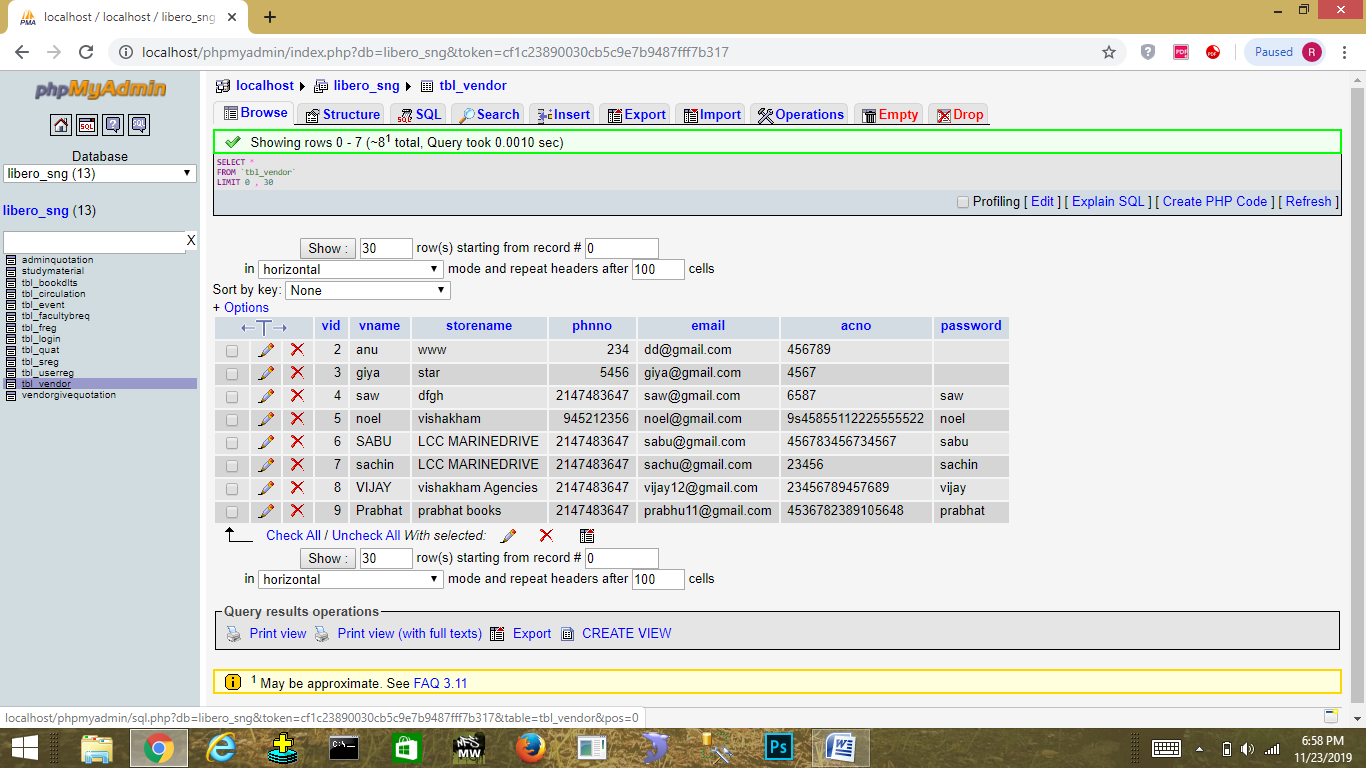 localhost / localhost / libero_sng
localhost/phpmyadmin/index.php?db=libero_sng&token=cf1c23890030cb5c9e7b9487fff7b317
Paused R
phpMyAdmin
Database
libero_sng (13)
libero_sng (13)
X
adminquotation
studymaterial
tbl_bookdlts
tbl_circulation
tbl_event
tbl_facultybreq
tbl_freg
tbl_login
tbl_quat
tbl_sreg
tbl_userreg
tbl_vendor
vendorgivequotation
localhost libero_sng tbl_vendor
Browse Structure SQL Search Insert Export Import Operations Empty Drop
Showing rows 0 - 7 (~8¹ total, Query took 0.0010 sec)
SELECT *
FROM `tbl_vendor`
LIMIT 0 , 30
Profiling [ Edit ] [ Explain SQL ] [ Create PHP Code ] [ Refresh ]
Show : 30 row(s) starting from record # 0
in horizontal mode and repeat headers after 100 cells
Sort by key: None
+ Options
vid vname storename phnno email acno password
2 anu www 234 dd@gmail.com 456789
3 giya star 5456 giya@gmail.com 4567
4 saw dfgh 2147483647 saw@gmail.com 6587 saw
5 noel vishakham 945212356 noel@gmail.com 9s45855112225555522 noel
6 SABU LCC MARINEDRIVE 2147483647 sabu@gmail.com 456783456734567 sabu
7 sachin LCC MARINEDRIVE 2147483647 sachu@gmail.com 23456 sachin
8 VIJAY vishakham Agencies 2147483647 vijay12@gmail.com 23456789457689 vijay
9 Prabhat prabhat books 2147483647 prabhu11@gmail.com 4536782389105648 prabhat
Check All / Uncheck All With selected:
Show : 30 row(s) starting from record # 0
in horizontal mode and repeat headers after 100 cells
Query results operations
Print view Print view (with full texts) Export CREATE VIEW
¹ May be approximate. See FAQ 3.11
localhost/phpmyadmin/sql.php?db=libero_sng&token=cf1c23890030cb5c9e7b9487fff7b317&table=tbl_vendor&pos=0
6:58 PM
11/23/2019